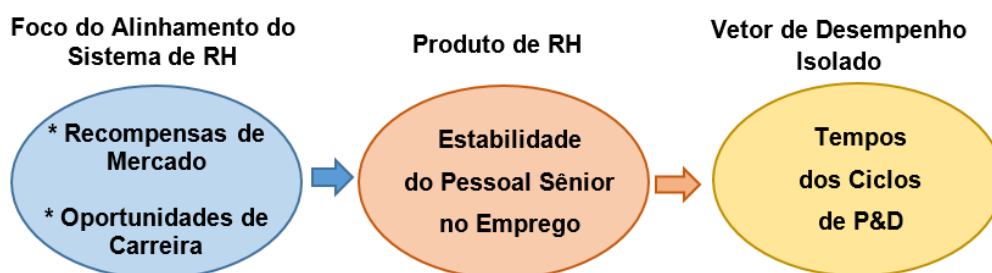 Foco do Alinhamento do
Sistema de RH
Produto de RH
Vetor de Desempenho
Isolado
* Recompensas de
Mercado
* Oportunidades de
Carreira
Estabilidade
do Pessoal Sênior
no Emprego
Tempos
dos Ciclos
de P&D